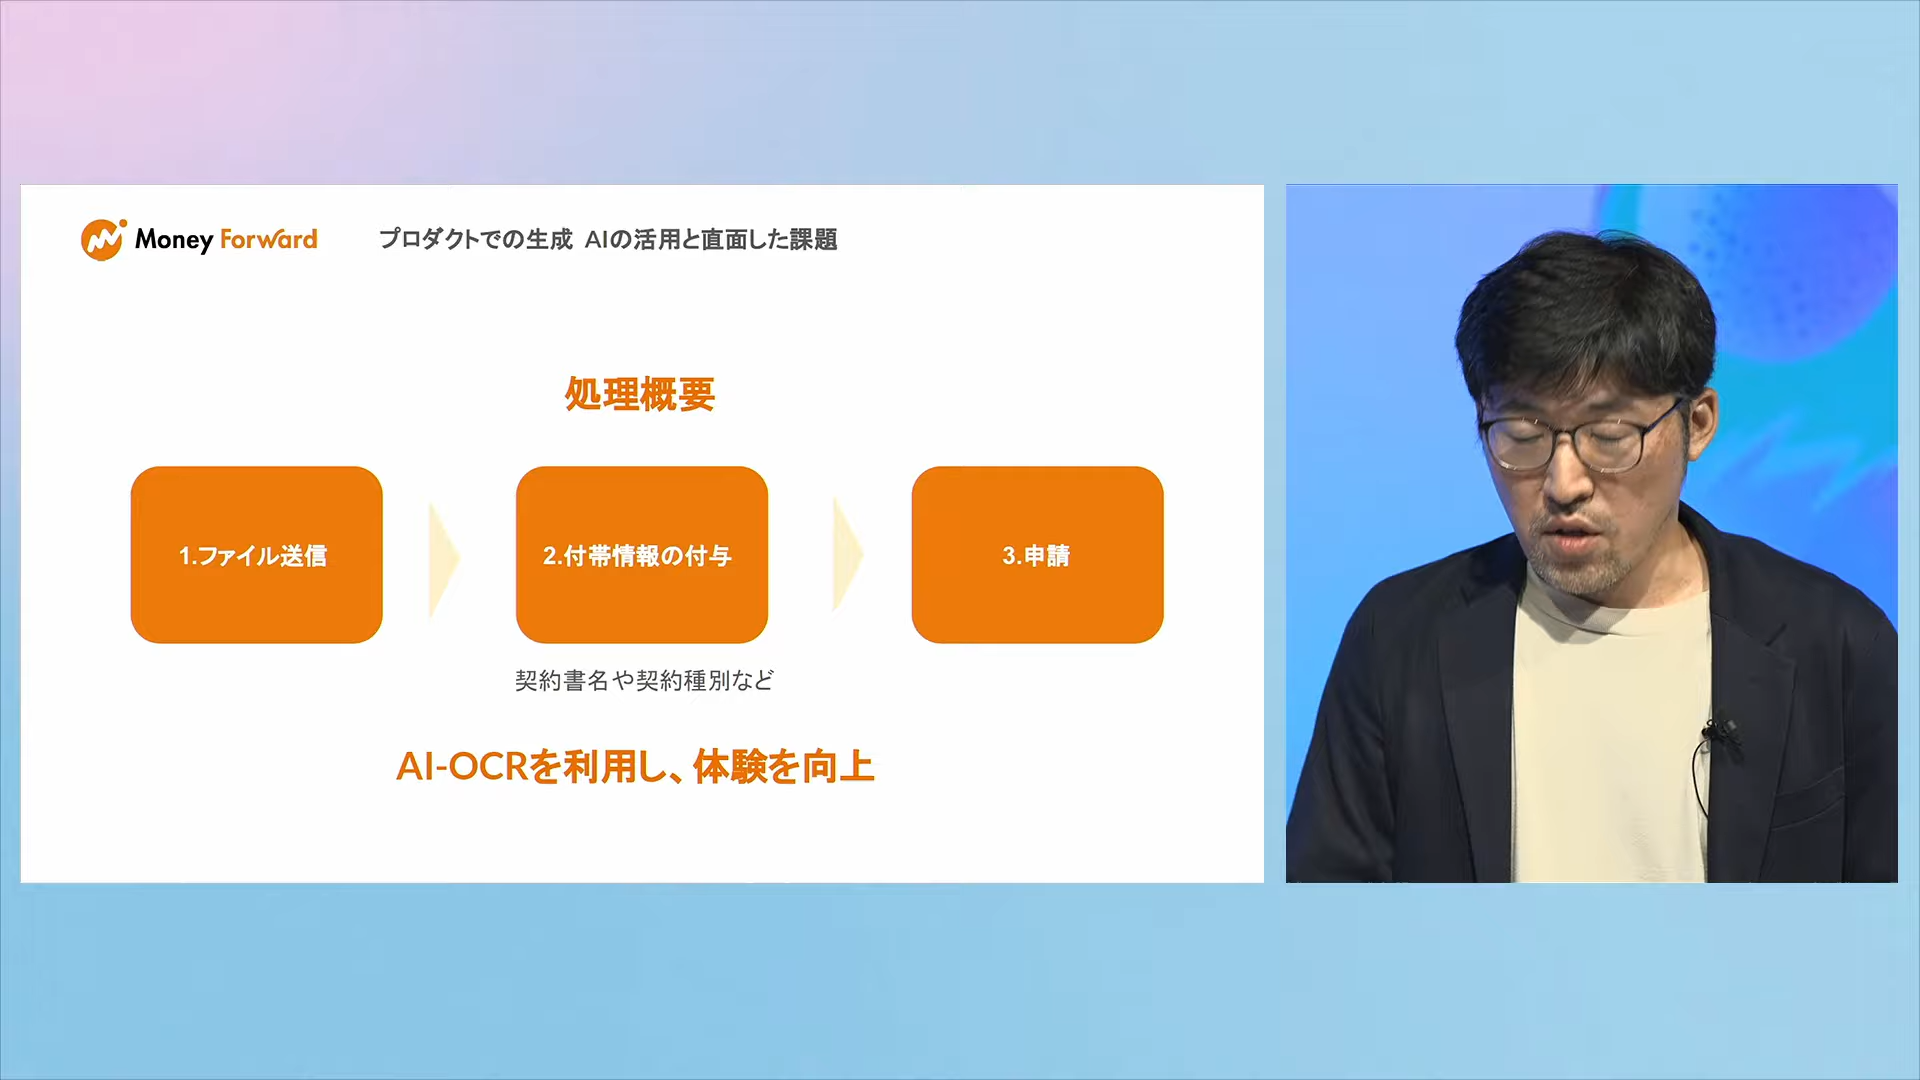 Money Forward
プロダクトでの生成 AIの活用と直面した課題
処理概要
1.ファイル送信
2.付帯情報の付与
3.申請
契約書名や契約種別など
AI-OCRを利用し、体験を向上